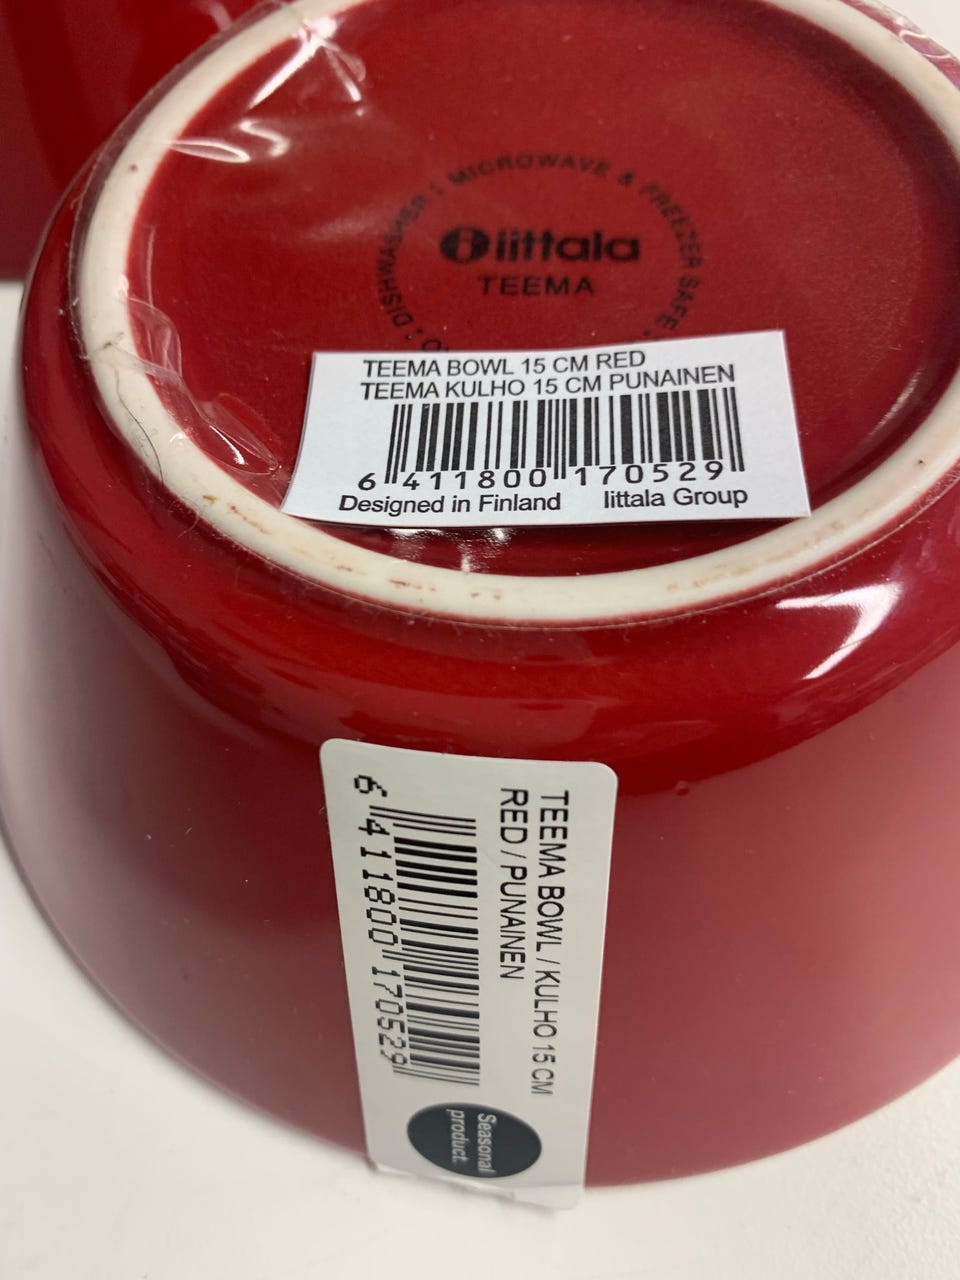 : DISHWASHER : MICROWAVE & FREEZER SAFE
iittala
TEEMA
TEEMA BOWL 15 CM RED
TEEMA KULHO 15 CM PUNAINEN
6 411800 170529
Designed in Finland Iittala Group
TEEMA BOWL / KULHO 15 CM
RED / PUNAINEN
6 411800 170529
Seasonal
product.